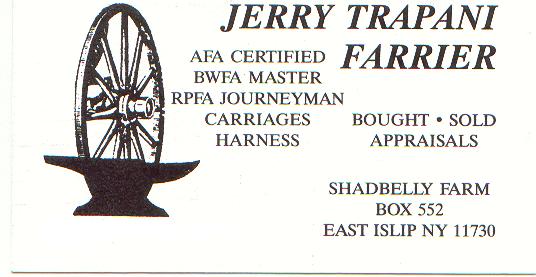 JERRY TRAPANI
FARRIER
AFA CERTIFIED
BWFA MASTER
RPFA JOURNEYMAN
CARRIAGES
HARNESS
BOUGHT • SOLD
APPRAISALS
SHADBELLY FARM
BOX 552
EAST ISLIP NY 11730